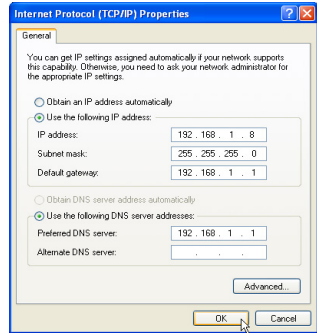 Internet Protocol (TCP/IP) Properties
General
You can get IP settings assigned automatically if your network supports
this capability. Otherwise, you need to ask your network administrator for
the appropriate IP settings.
Obtain an IP address automatically
Use the following IP address:
IP address: 192 . 168 . 1 . 8
Subnet mask: 255 . 255 . 255 . 0
Default gateway: 192 . 168 . 1 . 1
Obtain DNS server address automatically
Use the following DNS server addresses:
Preferred DNS server: 192 . 168 . 1 . 1
Alternate DNS server: . . .
Advanced...
OK Cancel